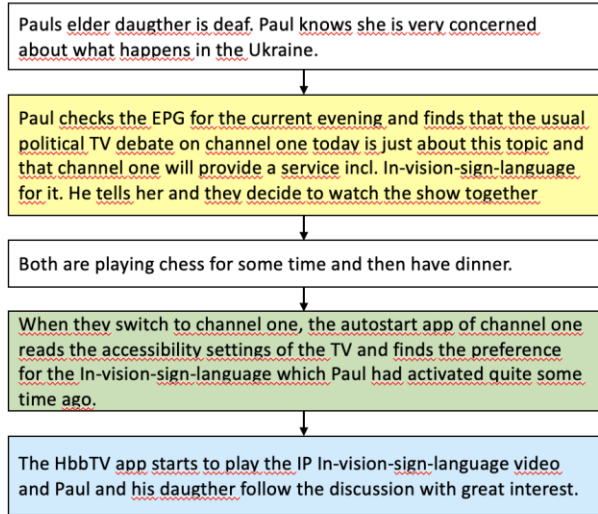 Pauls elder daugther is deaf. Paul knows she is very concerned
about what happens in the Ukraine.
Paul checks the EPG for the current evening and finds that the usual
political TV debate on channel one today is just about this topic and
that channel one will provide a service incl. In-vision-sign-language
for it. He tells her and they decide to watch the show together
Both are playing chess for some time and then have dinner.
When they switch to channel one, the autostart app of channel one
reads the accessibility settings of the TV and finds the preference
for the In-vision-sign-language which Paul had activated quite some
time ago.
The HbbTV app starts to play the IP In-vision-sign-language video
and Paul and his daugther follow the discussion with great interest.